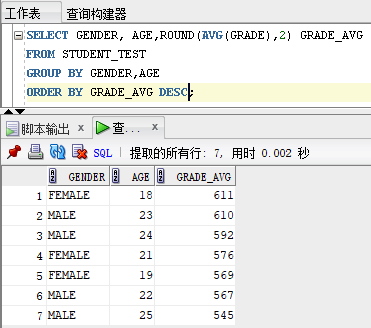 工作表 查询构建器
SELECT GENDER, AGE,ROUND(AVG(GRADE),2) GRADE_AVG
FROM STUDENT_TEST
GROUP BY GENDER,AGE
ORDER BY GRADE_AVG DESC;
脚本输出 x 查... x
SQL | 提取的所有行: 7, 用时 0.002 秒
GENDER AGE GRADE_AVG
1 FEMALE 18 611
2 MALE 23 610
3 MALE 24 592
4 FEMALE 21 576
5 FEMALE 19 569
6 MALE 22 567
7 MALE 25 545